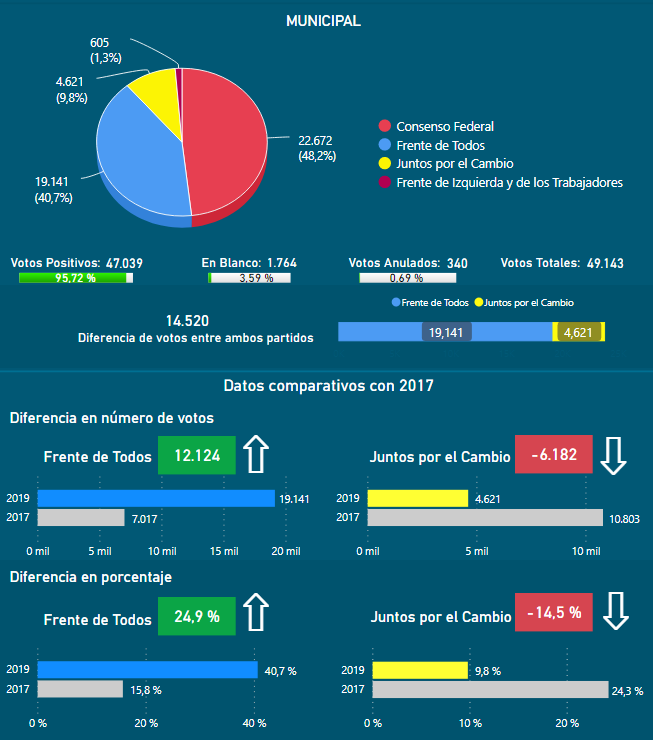 MUNICIPAL
605
(1,3%)
4.621
(9,8%)
22.672
(48,2%)
19.141
(40,7%)
Consenso Federal
Frente de Todos
Juntos por el Cambio
Frente de Izquierda y de los Trabajadores
Votos Positivos: 47.039
95,72 %
En Blanco: 1.764
3,59 %
Votos Anulados: 340
0,69 %
Votos Totales: 49.143
14.520
Diferencia de votos entre ambos partidos
Frente de Todos Juntos por el Cambio
19,141 4,621
Datos comparativos con 2017
Diferencia en número de votos
Frente de Todos 12.124
2019 19.141
2017 7.017
0 mil 5 mil 10 mil 15 mil 20 mil
Juntos por el Cambio -6.182
2019 4.621
2017 10.803
0 mil 5 mil 10 mil
Diferencia en porcentaje
Frente de Todos 24,9 %
2019 40,7 %
2017 15,8 %
0 % 20 % 40 %
Juntos por el Cambio -14,5 %
2019 9,8 %
2017 24,3 %
0 % 10 % 20 %